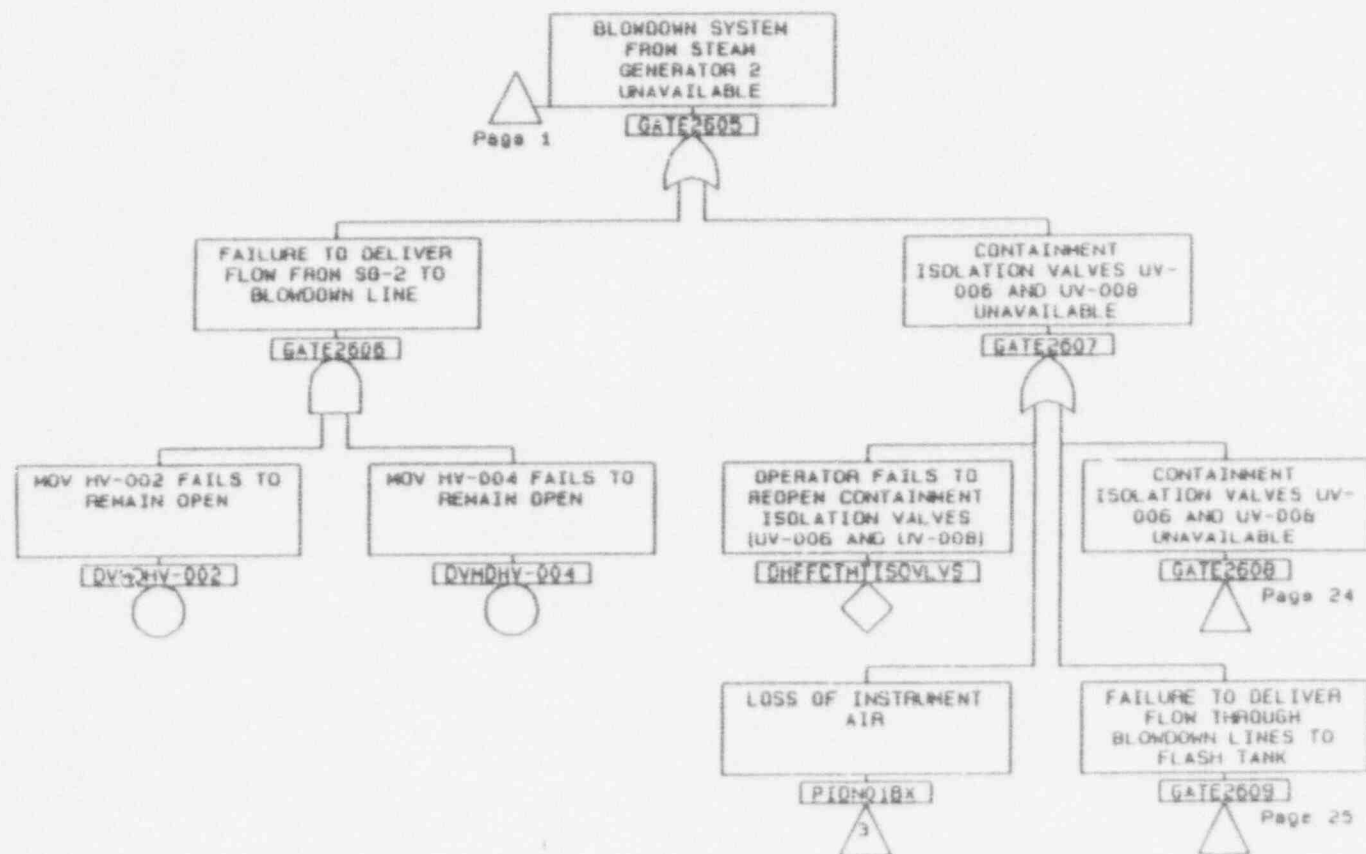 BLOWDOWN SYSTEM
FROM STEAM
GENERATOR 2
UNAVAILABLE
Page 1
GATE2605
FAILURE TO DELIVER
FLOW FROM SG-2 TO
BLOWDOWN LINE
GATE2606
CONTAINMENT
ISOLATION VALVES UV-
006 AND UV-008
UNAVAILABLE
GATE2607
MOV HV-002 FAILS TO
REMAIN OPEN
MOV HV-004 FAILS TO
REMAIN OPEN
DVMDHV-004
OPERATOR FAILS TO
REOPEN CONTAINMENT
ISOLATION VALVES
(UV-006 AND UV-008)
CONTAINMENT
ISOLATION VALVES UV-
006 AND UV-008
UNAVAILABLE
GATE2608
Page 24
LOSS OF INSTRUMENT
AIR
3
FAILURE TO DELIVER
FLOW THROUGH
BLOWDOWN LINES TO
FLASH TANK
GATE2609
Page 25